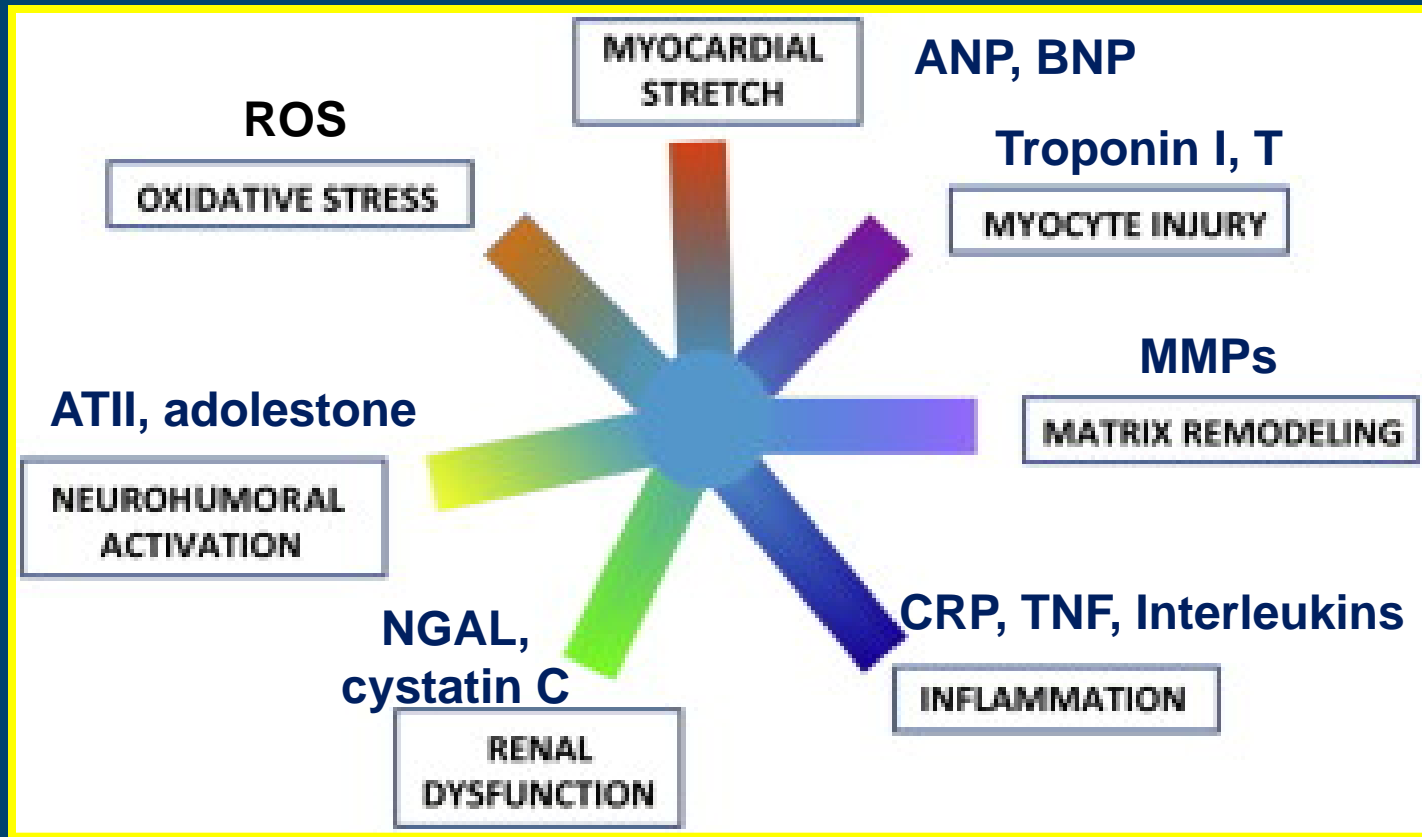 MYOCARDIAL
STRETCH
ANP, BNP
ROS
OXIDATIVE STRESS
Troponin I, T
MYOCYTE INJURY
MMPs
MATRIX REMODELING
ATII, adolestone
NEUROHUMORAL
ACTIVATION
NGAL,
cystatin C
RENAL
DYSFUNCTION
CRP, TNF, Interleukins
INFLAMMATION